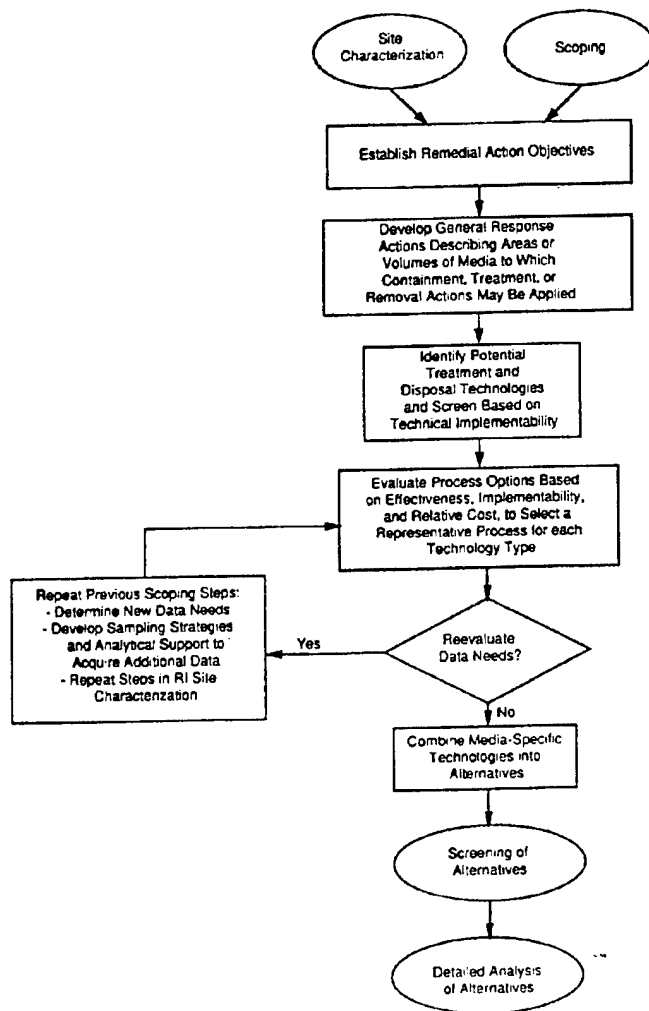 Site
Characterization
Scoping
Establish Remedial Action Objectives
Develop General Response
Actions Describing Areas or
Volumes of Media to Which
Containment, Treatment, or
Removal Actions May Be Applied
Identify Potential
Treatment and
Disposal Technologies
and Screen Based on
Technical Implementability
Evaluate Process Options Based
on Effectiveness, Implementability,
and Relative Cost, to Select a
Representative Process for each
Technology Type
Repeat Previous Scoping Steps:
- Determine New Data Needs
- Develop Sampling Strategies
and Analytical Support to
Acquire Additional Data
- Repeat Steps in RI Site
Characterization
Yes
Reevaluate
Data Needs?
No
Combine Media-Specific
Technologies into
Alternatives
Screening of
Alternatives
Detailed Analysis
of Alternatives